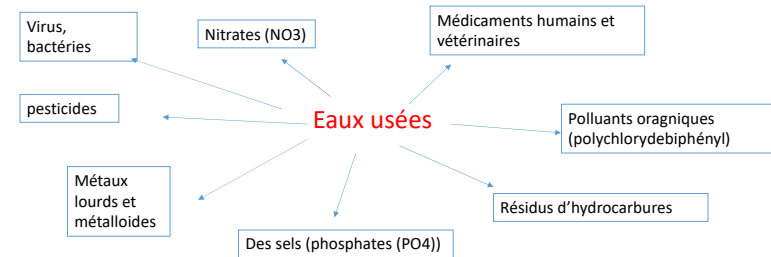 Virus,
bactéries
Nitrates (NO3)
Médicaments humains et
vétérinaires
pesticides
Eaux usées
Polluants oragniques
(polychlorydebiphényl)
Métaux
lourds et
métalloides
Résidus d’hydrocarbures
Des sels (phosphates (PO4))